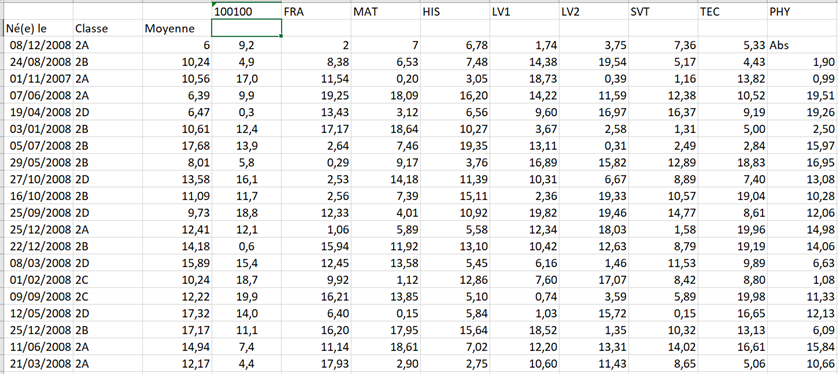 100100 FRA MAT HIS LV1 LV2 SVT TEC PHY
Né(e) le Classe Moyenne
08/12/2008 2A 6 9,2 2 7 6,78 1,74 3,75 7,36 5,33 Abs
24/08/2008 2B 10,24 4,9 8,38 6,53 7,48 14,38 19,54 5,17 4,43 1,90
01/11/2007 2A 10,56 17,0 11,54 0,20 3,05 18,73 0,39 1,16 13,82 0,99
07/06/2008 2A 6,39 9,9 19,25 18,09 16,20 14,22 11,59 12,38 10,52 19,51
19/04/2008 2D 6,47 0,3 13,43 3,12 6,56 9,60 16,97 16,37 9,19 19,26
03/01/2008 2B 10,61 12,4 17,17 18,64 10,27 3,67 2,58 1,31 5,00 2,50
05/07/2008 2B 17,68 13,9 2,64 7,46 19,35 13,11 0,31 2,49 2,84 15,97
29/05/2008 2B 8,01 5,8 0,29 9,17 3,76 16,89 15,82 12,89 18,83 16,95
27/10/2008 2D 13,58 16,1 2,53 14,18 11,39 10,31 6,67 8,89 7,40 13,08
16/10/2008 2B 11,09 11,7 2,56 7,39 15,11 2,36 19,33 10,57 19,04 10,28
25/09/2008 2D 9,73 18,8 12,33 4,01 10,92 19,82 19,46 14,77 8,61 12,06
25/12/2008 2A 12,41 12,1 1,06 5,89 5,58 12,34 18,03 1,58 19,96 14,98
22/12/2008 2B 14,18 0,6 15,94 11,92 13,10 10,42 12,63 8,79 19,19 14,06
08/03/2008 2D 15,89 15,4 12,45 13,58 5,45 6,16 1,46 11,53 9,89 6,63
01/02/2008 2C 10,24 18,7 9,92 1,12 12,86 7,60 17,07 8,42 8,80 1,08
09/09/2008 2C 12,22 19,9 16,21 13,85 5,10 0,74 3,59 5,89 19,98 11,33
12/05/2008 2D 17,32 14,0 6,40 0,15 5,84 1,03 15,72 0,15 16,65 12,13
25/12/2008 2B 17,17 11,1 16,20 17,95 15,64 18,52 1,35 10,32 13,13 6,09
11/06/2008 2A 14,94 7,4 11,14 18,61 7,02 12,20 13,31 14,02 16,61 15,84
21/03/2008 2A 12,17 4,4 17,93 2,90 2,75 10,60 11,43 8,65 5,06 10,66